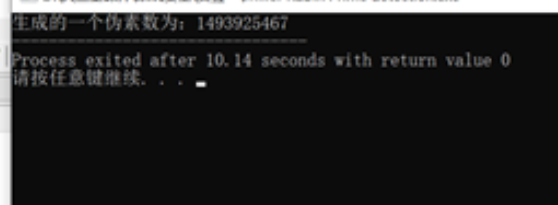 生成的一个伪素数为：1493925467
--------------------------------
Process exited after 10.14 seconds with return value 0
请按任意键继续. . .